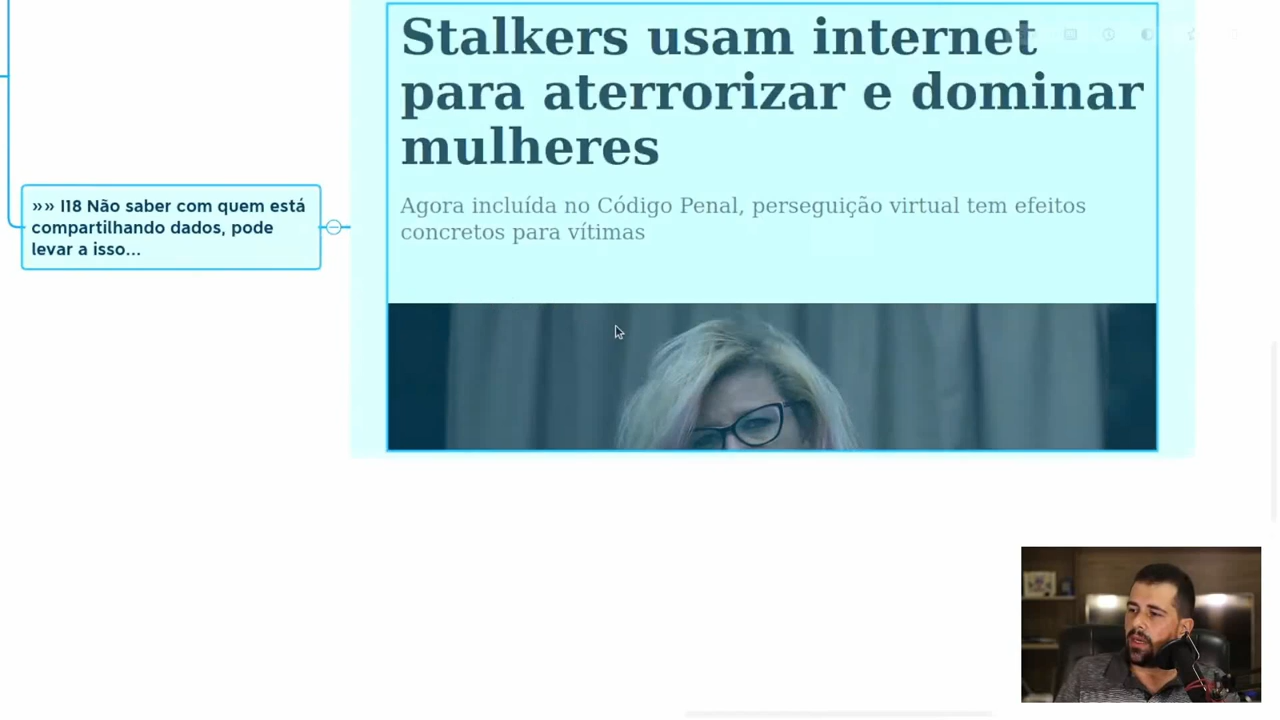 Stalkers usam internet
para aterrorizar e dominar
mulheres
Agora incluída no Código Penal, perseguição virtual tem efeitos
concretos para vítimas
»» I18 Não saber com quem está
compartilhando dados, pode
levar a isso...